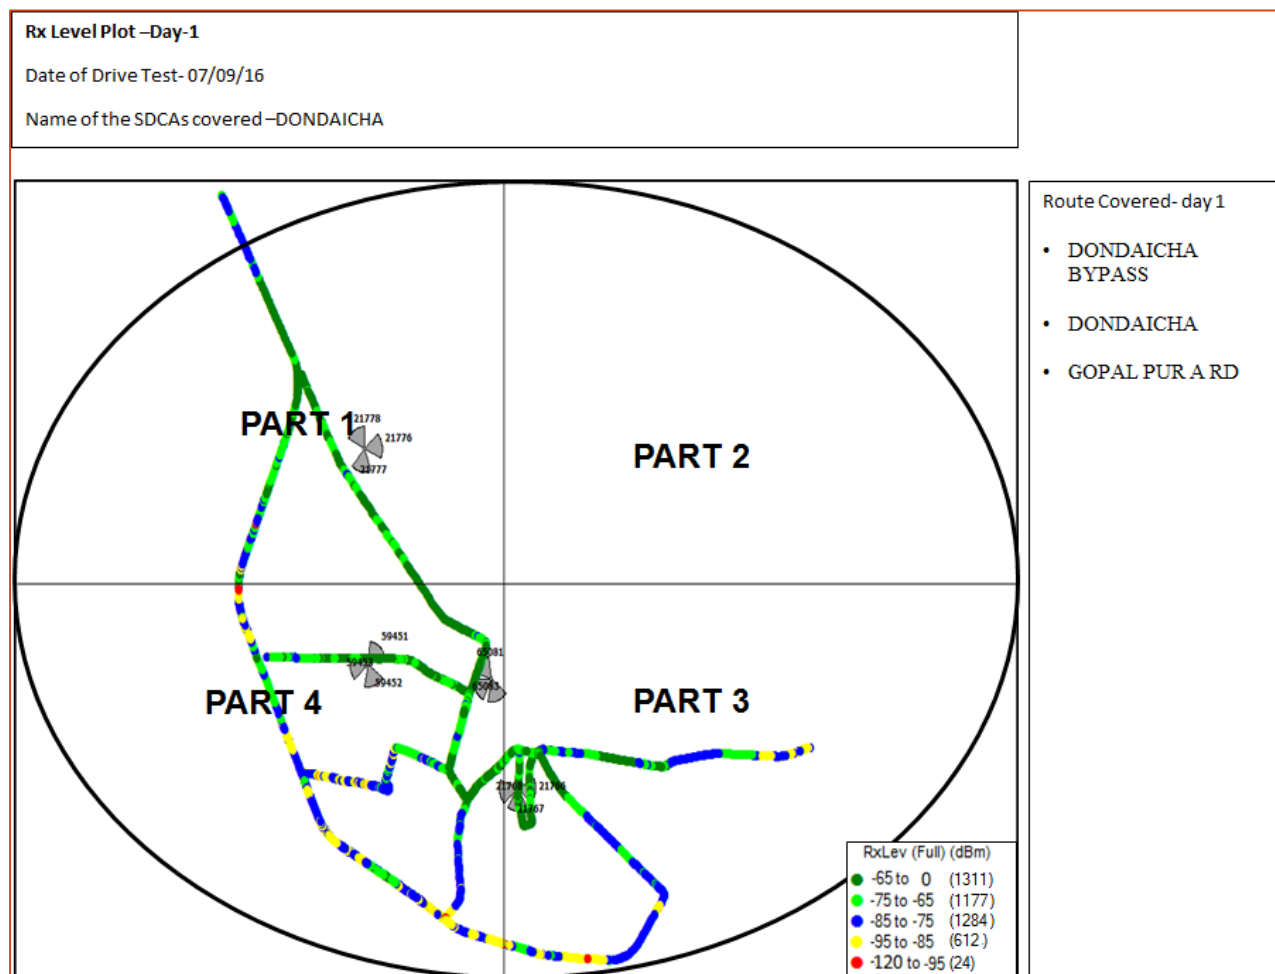 Rx Level Plot –Day-1
Date of Drive Test- 07/09/16
Name of the SDCAs covered –DONDAICHA
Route Covered- day 1
• DONDAICHA
BYPASS
• DONDAICHA
• GOPAL PUR A RD
PART 1
21778
21776
21777
PART 2
59451
59452
65081
PART 4
PART 3
21766
21767
RxLev (Full) (dBm)
-65 to 0 (1311)
-75 to -65 (1177)
-85 to -75 (1284)
-95 to -85 (612)
-120 to -95 (24)